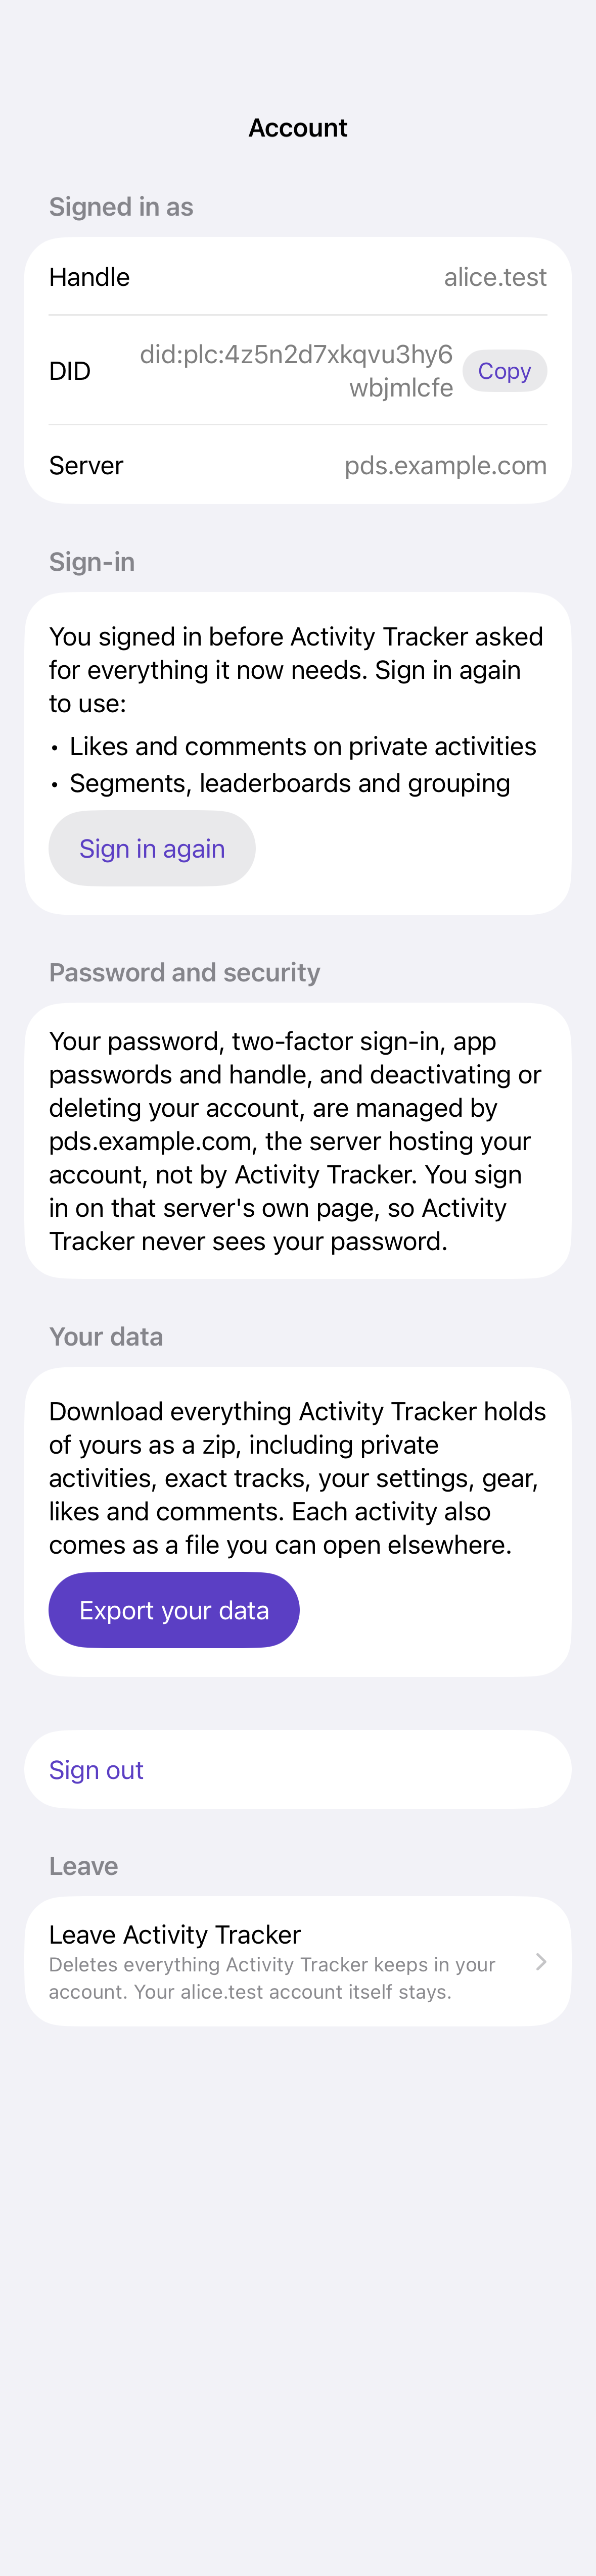 Account
Signed in as
Handle
alice.test
DID
did:plc:4z5n2d7xkqvu3hy6
wbjmlcfe
Copy
Server
pds.example.com
Sign-in
You signed in before Activity Tracker asked
for everything it now needs. Sign in again
to use:
• Likes and comments on private activities
• Segments, leaderboards and grouping
Sign in again
Password and security
Your password, two-factor sign-in, app
passwords and handle, and deactivating or
deleting your account, are managed by
pds.example.com, the server hosting your
account, not by Activity Tracker. You sign
in on that server's own page, so Activity
Tracker never sees your password.
Your data
Download everything Activity Tracker holds
of yours as a zip, including private
activities, exact tracks, your settings, gear,
likes and comments. Each activity also
comes as a file you can open elsewhere.
Export your data
Sign out
Leave
Leave Activity Tracker
Deletes everything Activity Tracker keeps in your
account. Your alice.test account itself stays.